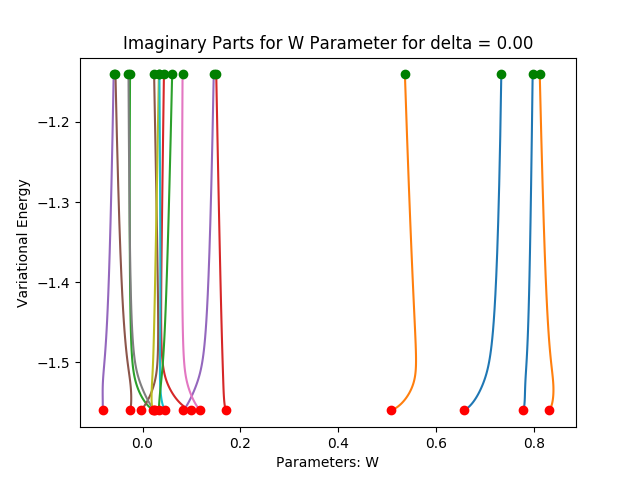 Imaginary Parts for W Parameter for delta = 0.00
Variational Energy
−1.2
−1.3
−1.4
−1.5
0.0 0.2 0.4 0.6 0.8
Parameters: W